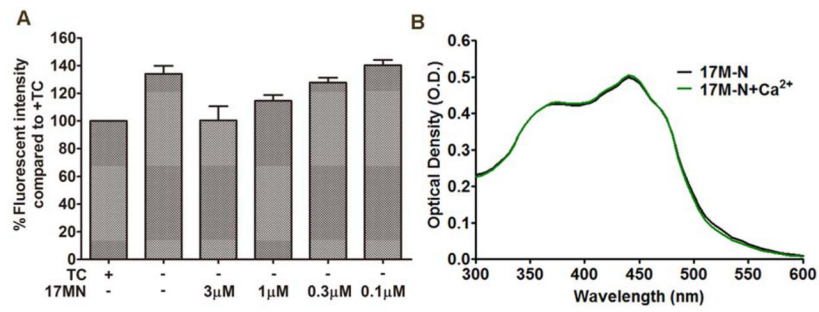 A
% Fluorescent intensity
compared to +TC
160
140
120
100
80
60
40
20
0
TC + - - - - -
17MN - - 3µM 1µM 0.3µM 0.1µM
B
Optical Density (O.D.)
0.6
0.5
0.4
0.3
0.2
0.1
0.0
17M-N
17M-N+Ca²⁺
300 350 400 450 500 550 600
Wavelength (nm)